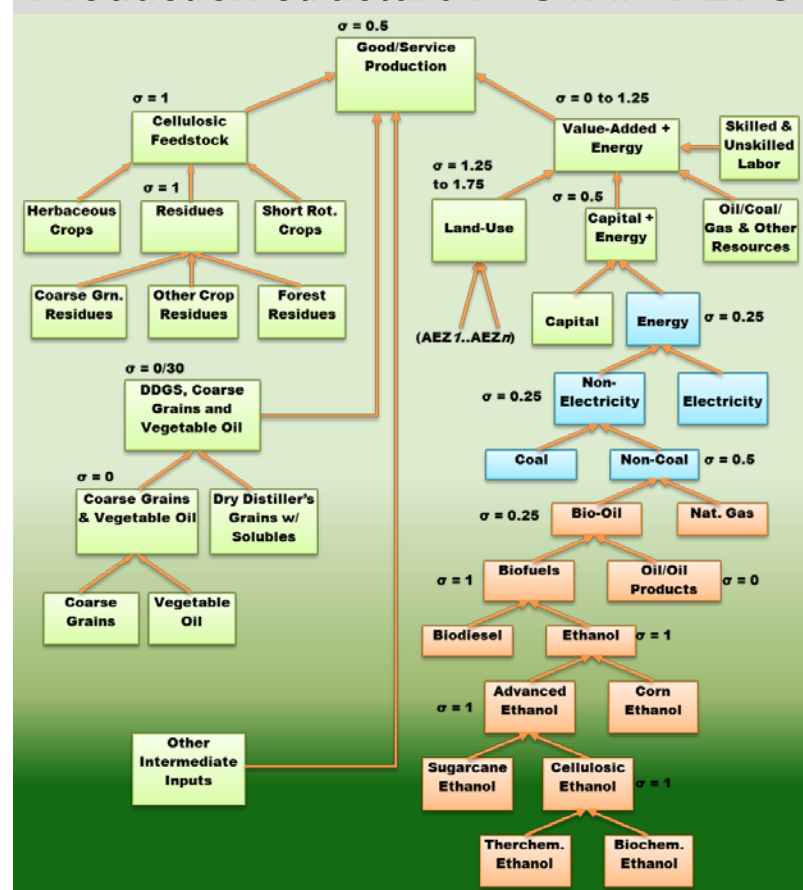 σ = 0.5
Good/Service
Production
σ = 1
Cellulosic
Feedstock
σ = 0 to 1.25
Value-Added +
Energy
Skilled &
Unskilled
Labor
σ = 1
Herbaceous
Crops
Residues
Short Rot.
Crops
σ = 1.25
to 1.75
Land-Use
σ = 0.5
Capital +
Energy
Oil/Coal/
Gas & Other
Resources
Coarse Grn.
Residues
Other Crop
Residues
Forest
Residues
(AEZ1..AEZn)
Capital
Energy
σ = 0.25
σ = 0/30
DDGS, Coarse
Grains and
Vegetable Oil
σ = 0.25
Non-
Electricity
Electricity
Coal
Non-Coal
σ = 0.5
σ = 0
Coarse Grains
& Vegetable Oil
Dry Distiller's
Grains w/
Solubles
σ = 0.25
Bio-Oil
Nat. Gas
σ = 1
Biofuels
Oil/Oil
Products
σ = 0
Coarse
Grains
Vegetable
Oil
Biodiesel
Ethanol
σ = 1
σ = 1
Advanced
Ethanol
Corn
Ethanol
Other
Intermediate
Inputs
Sugarcane
Ethanol
Cellulosic
Ethanol
σ = 1
Therchem.
Ethanol
Biochem.
Ethanol